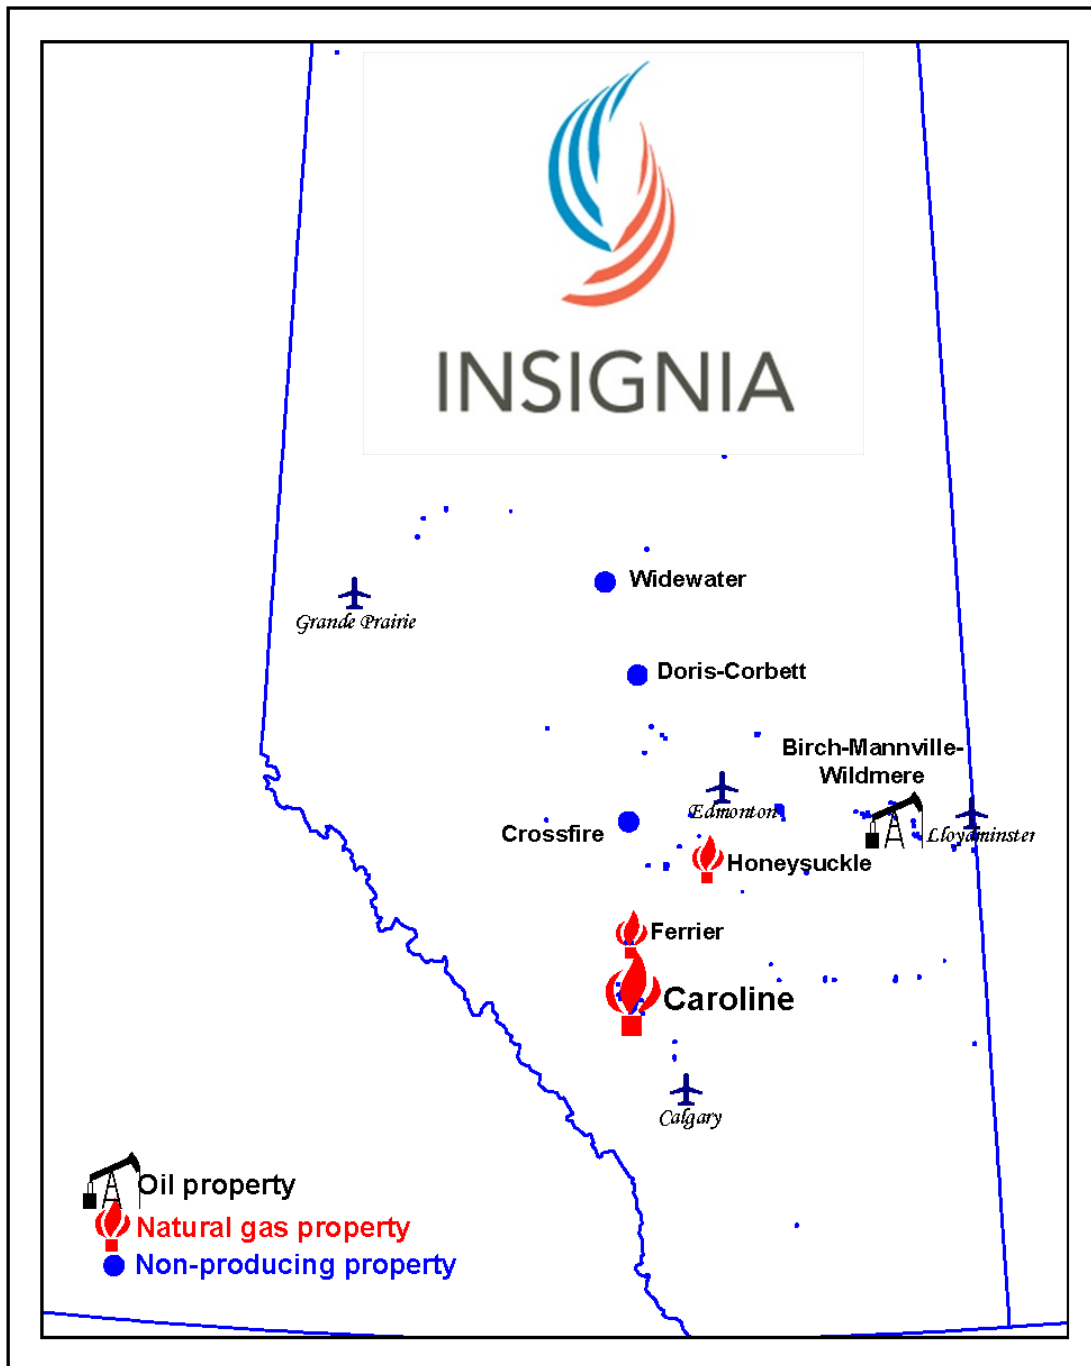 INSIGNIA
Widewater
Grande Prairie
Doris-Corbett
Birch-Mannville-
Wildmere
Edmonton
Crossfire
Lloydminster
Honeysuckle
Ferrier
Caroline
Calgary
Oil property
Natural gas property
Non-producing property